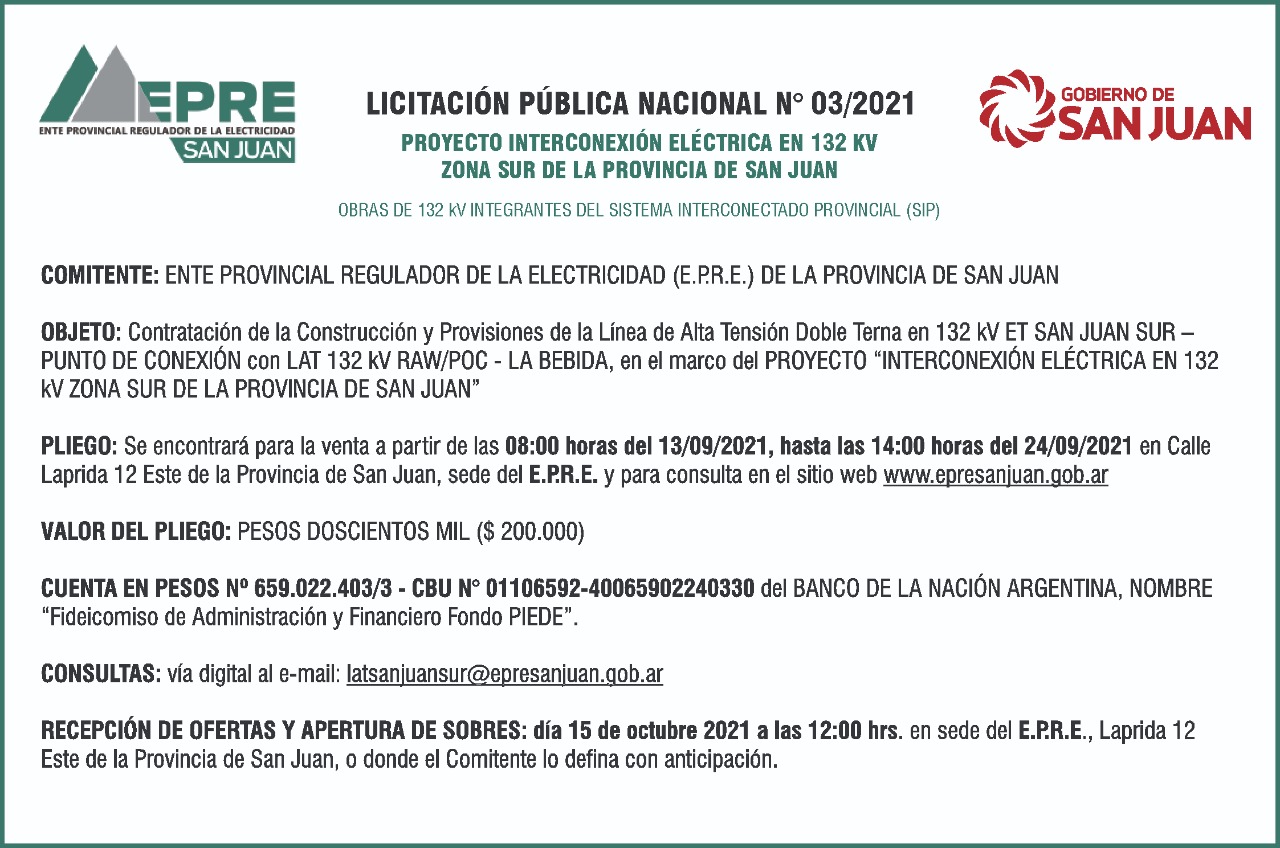 EPRE
ENTE PROVINCIAL REGULADOR DE LA ELECTRICIDAD
SAN JUAN
LICITACIÓN PÚBLICA NACIONAL N° 03/2021
PROYECTO INTERCONEXIÓN ELÉCTRICA EN 132 KV
ZONA SUR DE LA PROVINCIA DE SAN JUAN
OBRAS DE 132 kV INTEGRANTES DEL SISTEMA INTERCONECTADO PROVINCIAL (SIP)
GOBIERNO DE
SAN JUAN
COMITENTE: ENTE PROVINCIAL REGULADOR DE LA ELECTRICIDAD (E.P.R.E.) DE LA PROVINCIA DE SAN JUAN
OBJETO: Contratación de la Construcción y Provisiones de la Línea de Alta Tensión Doble Terna en 132 kV ET SAN JUAN SUR –
PUNTO DE CONEXIÓN con LAT 132 kV RAW/POC - LA BEBIDA, en el marco del PROYECTO “INTERCONEXIÓN ELÉCTRICA EN 132
kV ZONA SUR DE LA PROVINCIA DE SAN JUAN”
PLIEGO: Se encontrará para la venta a partir de las 08:00 horas del 13/09/2021, hasta las 14:00 horas del 24/09/2021 en Calle
Laprida 12 Este de la Provincia de San Juan, sede del E.P.R.E. y para consulta en el sitio web www.epresanjuan.gob.ar
VALOR DEL PLIEGO: PESOS DOSCIENTOS MIL ($ 200.000)
CUENTA EN PESOS Nº 659.022.403/3 - CBU N° 01106592-40065902240330 del BANCO DE LA NACIÓN ARGENTINA, NOMBRE
“Fideicomiso de Administración y Financiero Fondo PIEDE”.
CONSULTAS: vía digital al e-mail: latsanjuansur@epresanjuan.gob.ar
RECEPCIÓN DE OFERTAS Y APERTURA DE SOBRES: día 15 de octubre 2021 a las 12:00 hrs. en sede del E.P.R.E., Laprida 12
Este de la Provincia de San Juan, o donde el Comitente lo defina con anticipación.